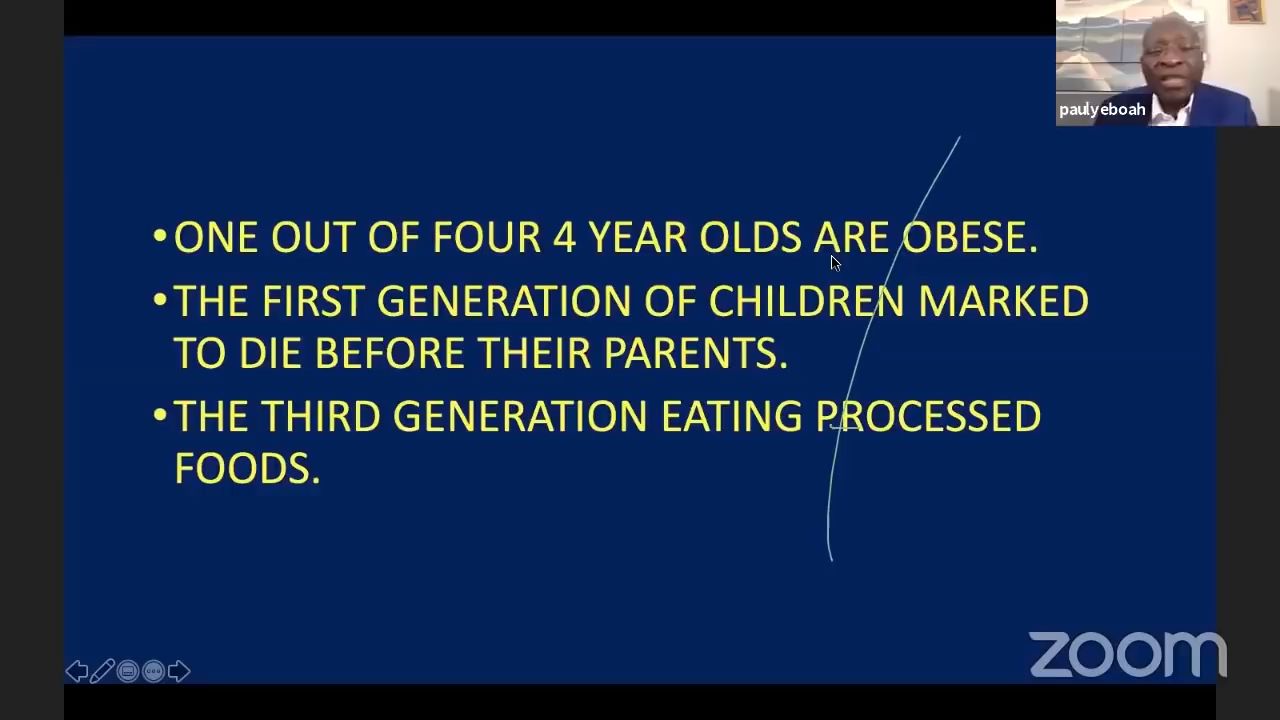 paulyeboah
•ONE OUT OF FOUR 4 YEAR OLDS ARE OBESE.
•THE FIRST GENERATION OF CHILDREN MARKED
TO DIE BEFORE THEIR PARENTS.
•THE THIRD GENERATION EATING PROCESSED
FOODS.
zoom